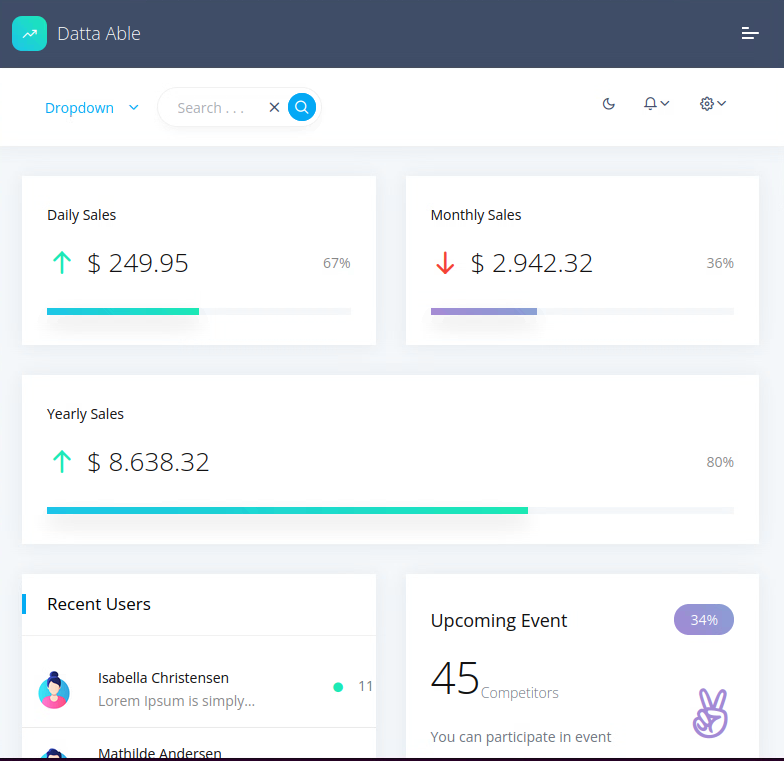 Datta Able
Dropdown
Search . . .
Daily Sales
$ 249.95
67%
Monthly Sales
$ 2.942.32
36%
Yearly Sales
$ 8.638.32
80%
Recent Users
Isabella Christensen
Lorem Ipsum is simply…
11
Mathilde Andersen
Upcoming Event
34%
45 Competitors
You can participate in event